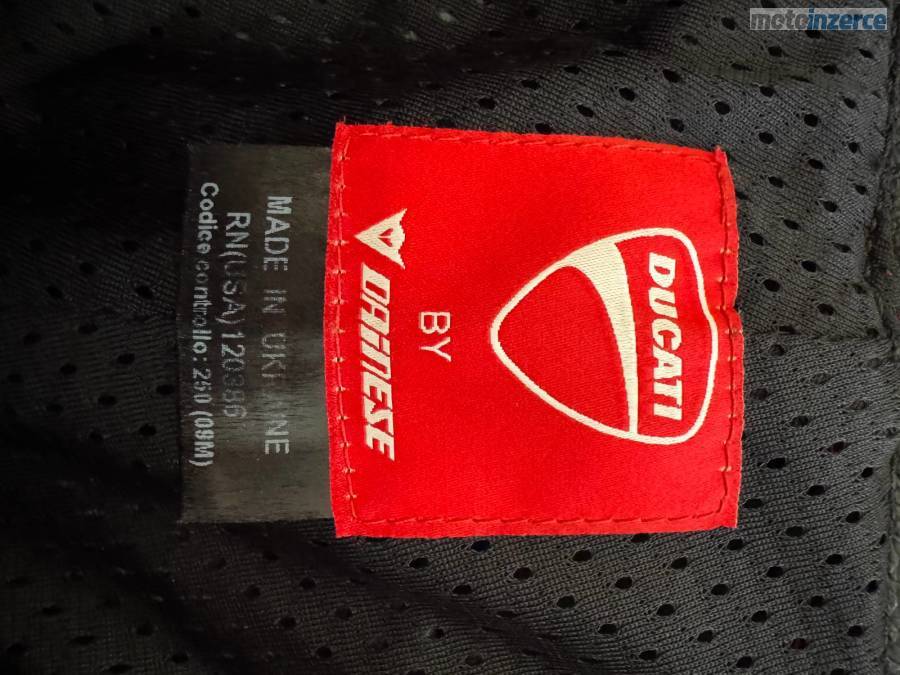 motoinzerce
DUCATI
BY
DAINESE
MADE IN UKRAINE
RN(USA)120386
Codice controllo: 250 (09M)